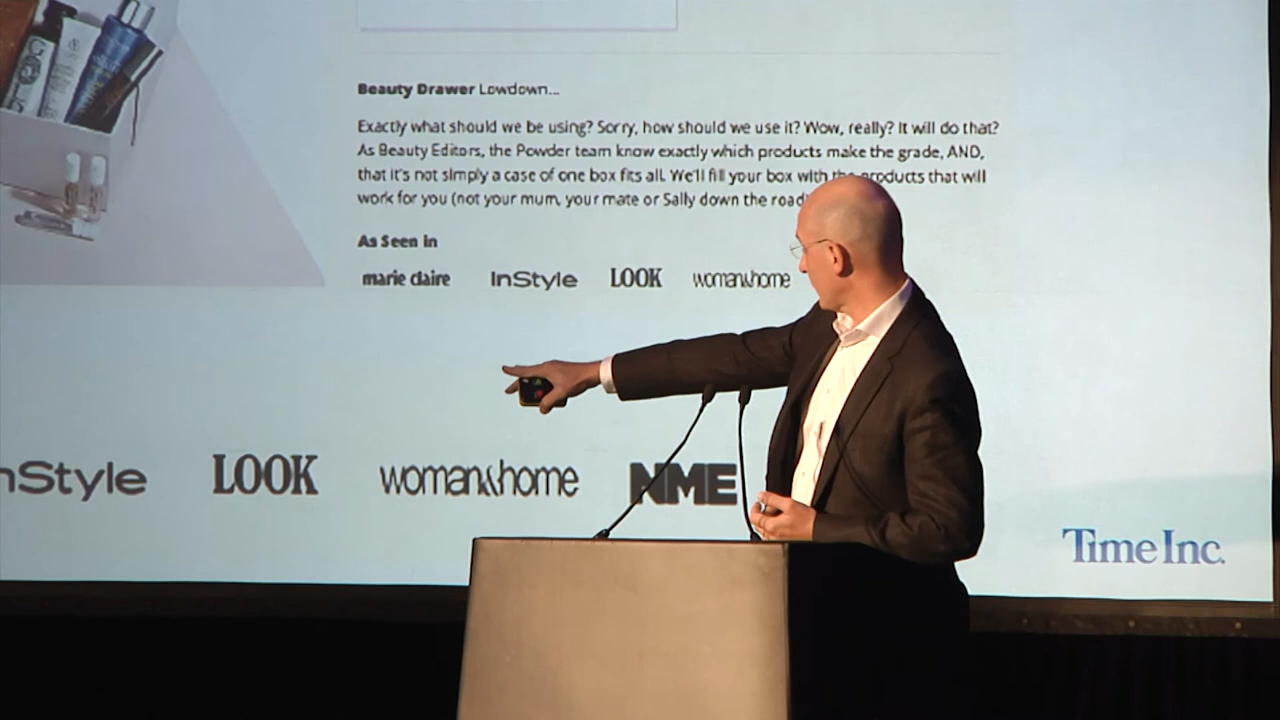 Beauty Drawer Lowdown...
Exactly what should we be using? Sorry, how should we use it? Wow, really? It will do that?
As Beauty Editors, the Powder team know exactly which products make the grade, AND,
that it's not simply a case of one box fits all. We'll fill your box with the products that will
work for you (not your mum, your mate or Sally down the road
As Seen in
marie claire InStyle LOOK woman&home
nStyle LOOK woman&home NME
Time Inc.